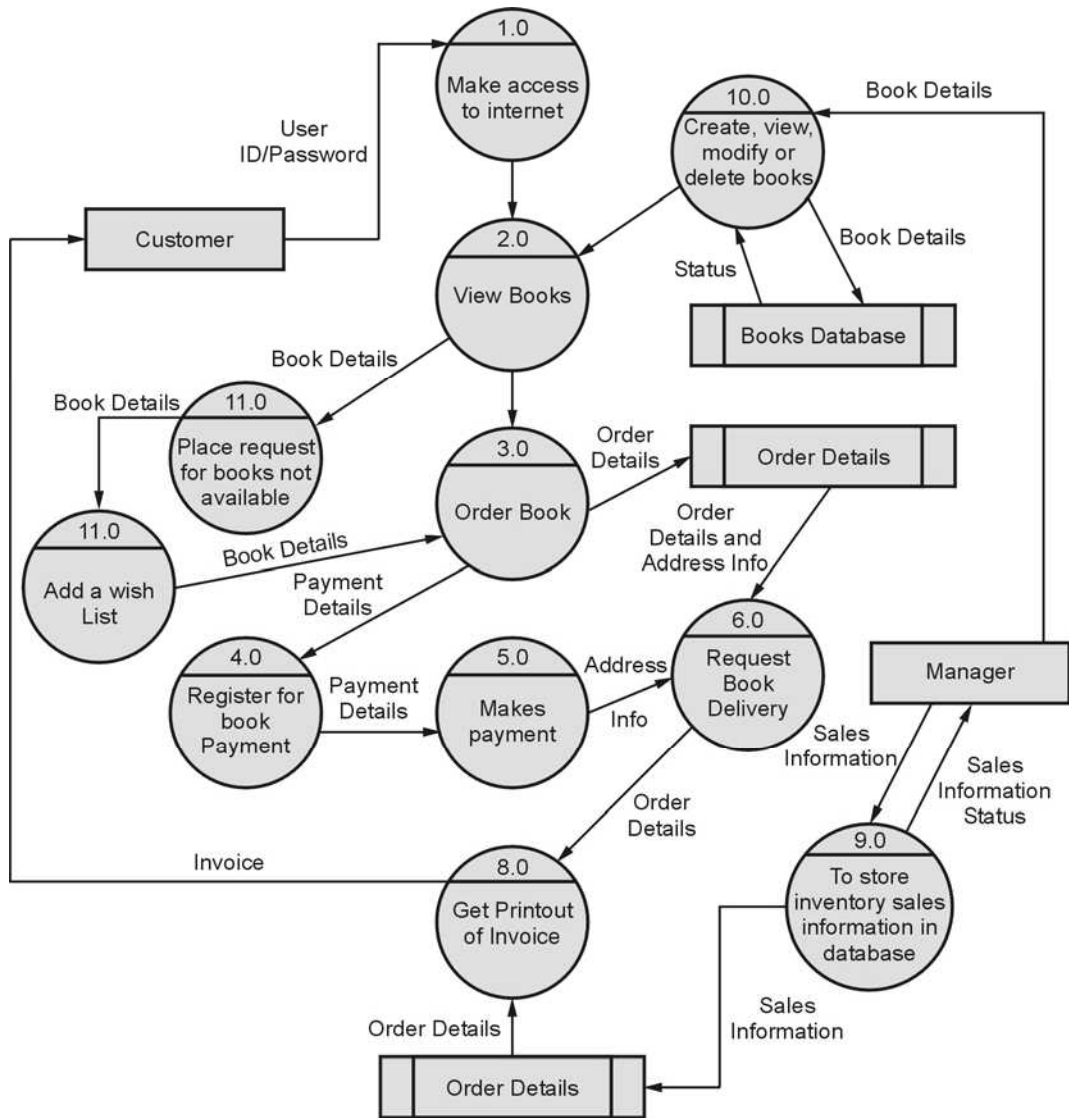 1.0
Make access
to internet
User
ID/Password
10.0
Create, view,
modify or
delete books
Book Details
Customer
2.0
View Books
Status
Book Details
Books Database
Book Details
Book Details
11.0
Place request
for books not
available
3.0
Order Book
Order
Details
Order Details
11.0
Add a wish
List
Book Details
Order
Details and
Address Info
Payment
Details
4.0
Register for
book
Payment
Payment
Details
5.0
Makes
payment
Address
Info
6.0
Request
Book
Delivery
Manager
Sales
Information
Sales
Information
Status
Order
Details
Invoice
8.0
Get Printout
of Invoice
9.0
To store
inventory sales
information in
database
Order Details
Sales
Information
Order Details